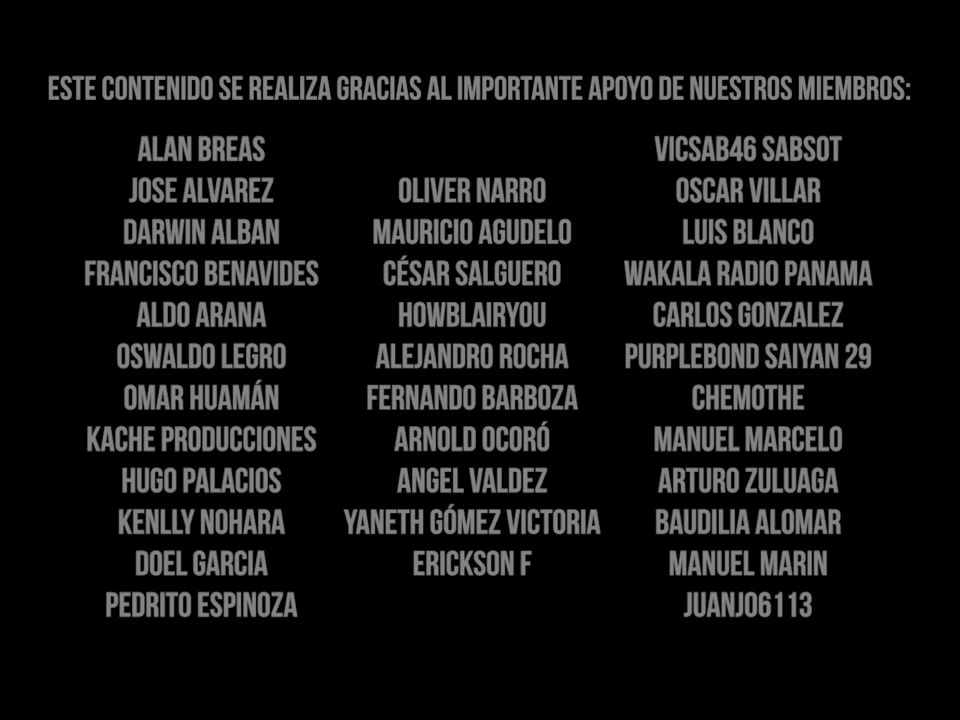 ESTE CONTENIDO SE REALIZA GRACIAS AL IMPORTANTE APOYO DE NUESTROS MIEMBROS:
ALAN BREAS
JOSE ALVAREZ
DARWIN ALBAN
FRANCISCO BENAVIDES
ALDO ARANA
OSWALDO LEGRO
OMAR HUAMÁN
KACHE PRODUCCIONES
HUGO PALACIOS
KENLLY NOHARA
DOEL GARCIA
PEDRITO ESPINOZA
OLIVER NARRO
MAURICIO AGUDELO
CÉSAR SALGUERO
HOWBLAIRYOU
ALEJANDRO ROCHA
FERNANDO BARBOZA
ARNOLD OCORÓ
ANGEL VALDEZ
YANETH GÓMEZ VICTORIA
ERICKSON F
VICSAB46 SABSOT
OSCAR VILLAR
LUIS BLANCO
WAKALA RADIO PANAMA
CARLOS GONZALEZ
PURPLEBOND SAIYAN 29
CHEMOTHE
MANUEL MARCELO
ARTURO ZULUAGA
BAUDILIA ALOMAR
MANUEL MARIN
JUANJO6113